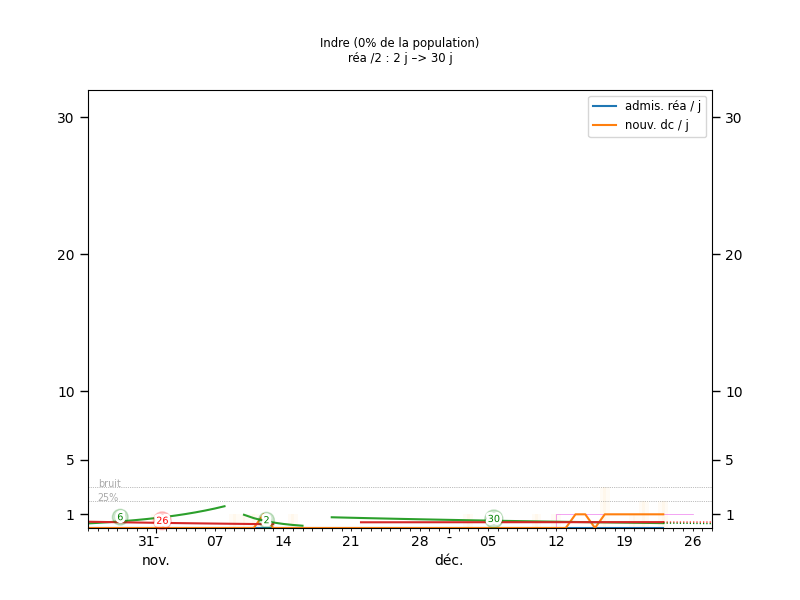 Indre (0% de la population)
réa /2 : 2 j –> 30 j
admis. réa / j
nouv. dc / j
30 30
20 20
10 10
5 5
bruit
25%
1 1
6 26 2 30
31 07 14 21 28 05 12 19 26
nov. déc.